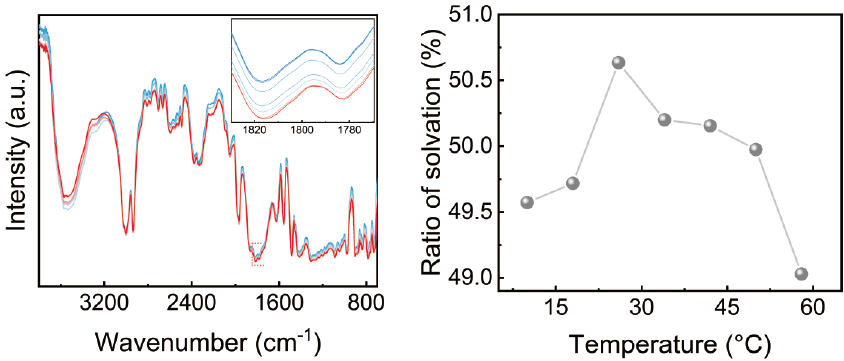 Intensity (a.u.)
1820 1800 1780
3200 2400 1600 800
Wavenumber (cm⁻¹)
Ratio of solvation (%)
51.0
50.5
50.0
49.5
49.0
15 30 45 60
Temperature (°C)